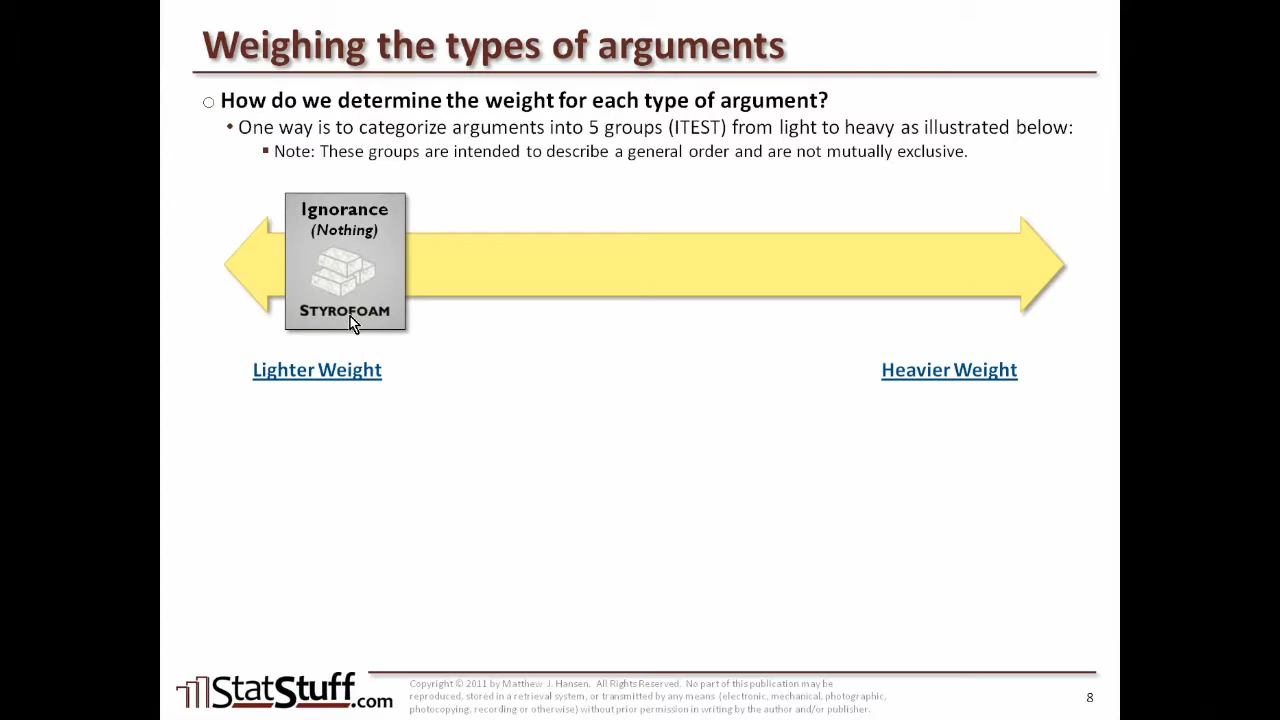 Weighing the types of arguments
How do we determine the weight for each type of argument?
One way is to categorize arguments into 5 groups (ITEST) from light to heavy as illustrated below:
Note: These groups are intended to describe a general order and are not mutually exclusive.
Ignorance
(Nothing)
STYROFOAM
Lighter Weight
Heavier Weight
StatStuff.com
Copyright © 2011 by Matthew J. Hansen. All Rights Reserved. No part of this publication may be
reproduced, stored in a retrieval system, or transmitted by any means (electronic, mechanical, photographic,
photocopying, recording or otherwise) without prior permission in writing by the author and/or publisher.
8